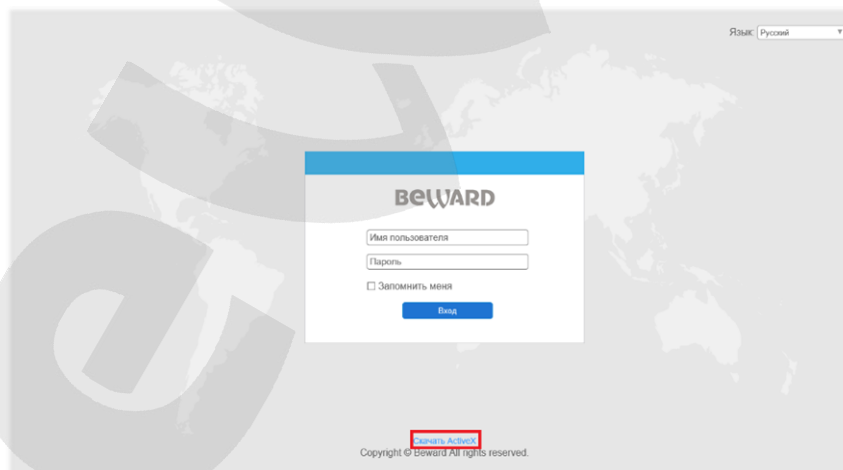 Язык: Русский
BEWARD
Имя пользователя
Пароль
Запомнить меня
Вход
Скачать ActiveX
Copyright © Beward All rights reserved.